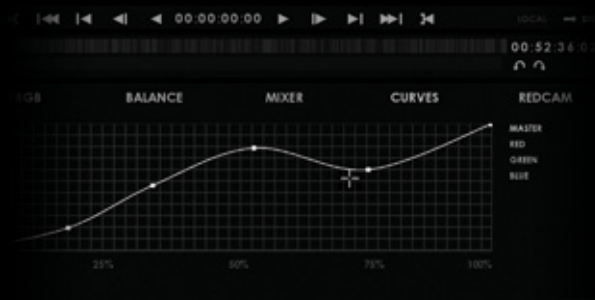 00:00:00:00
LOCAL
00:52:36:0
RGB BALANCE MIXER CURVES REDCAM
MASTER
RED
GREEN
BLUE
25% 50% 75% 100%